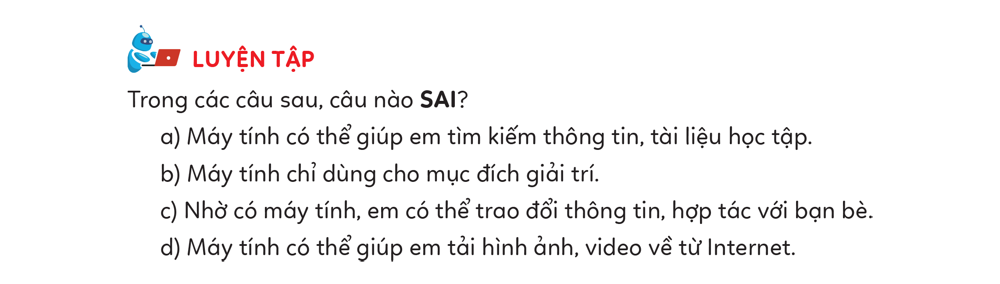 LUYỆN TẬP
Trong các câu sau, câu nào SAI?
a) Máy tính có thể giúp em tìm kiếm thông tin, tài liệu học tập.
b) Máy tính chỉ dùng cho mục đích giải trí.
c) Nhờ có máy tính, em có thể trao đổi thông tin, hợp tác với bạn bè.
d) Máy tính có thể giúp em tải hình ảnh, video về từ Internet.